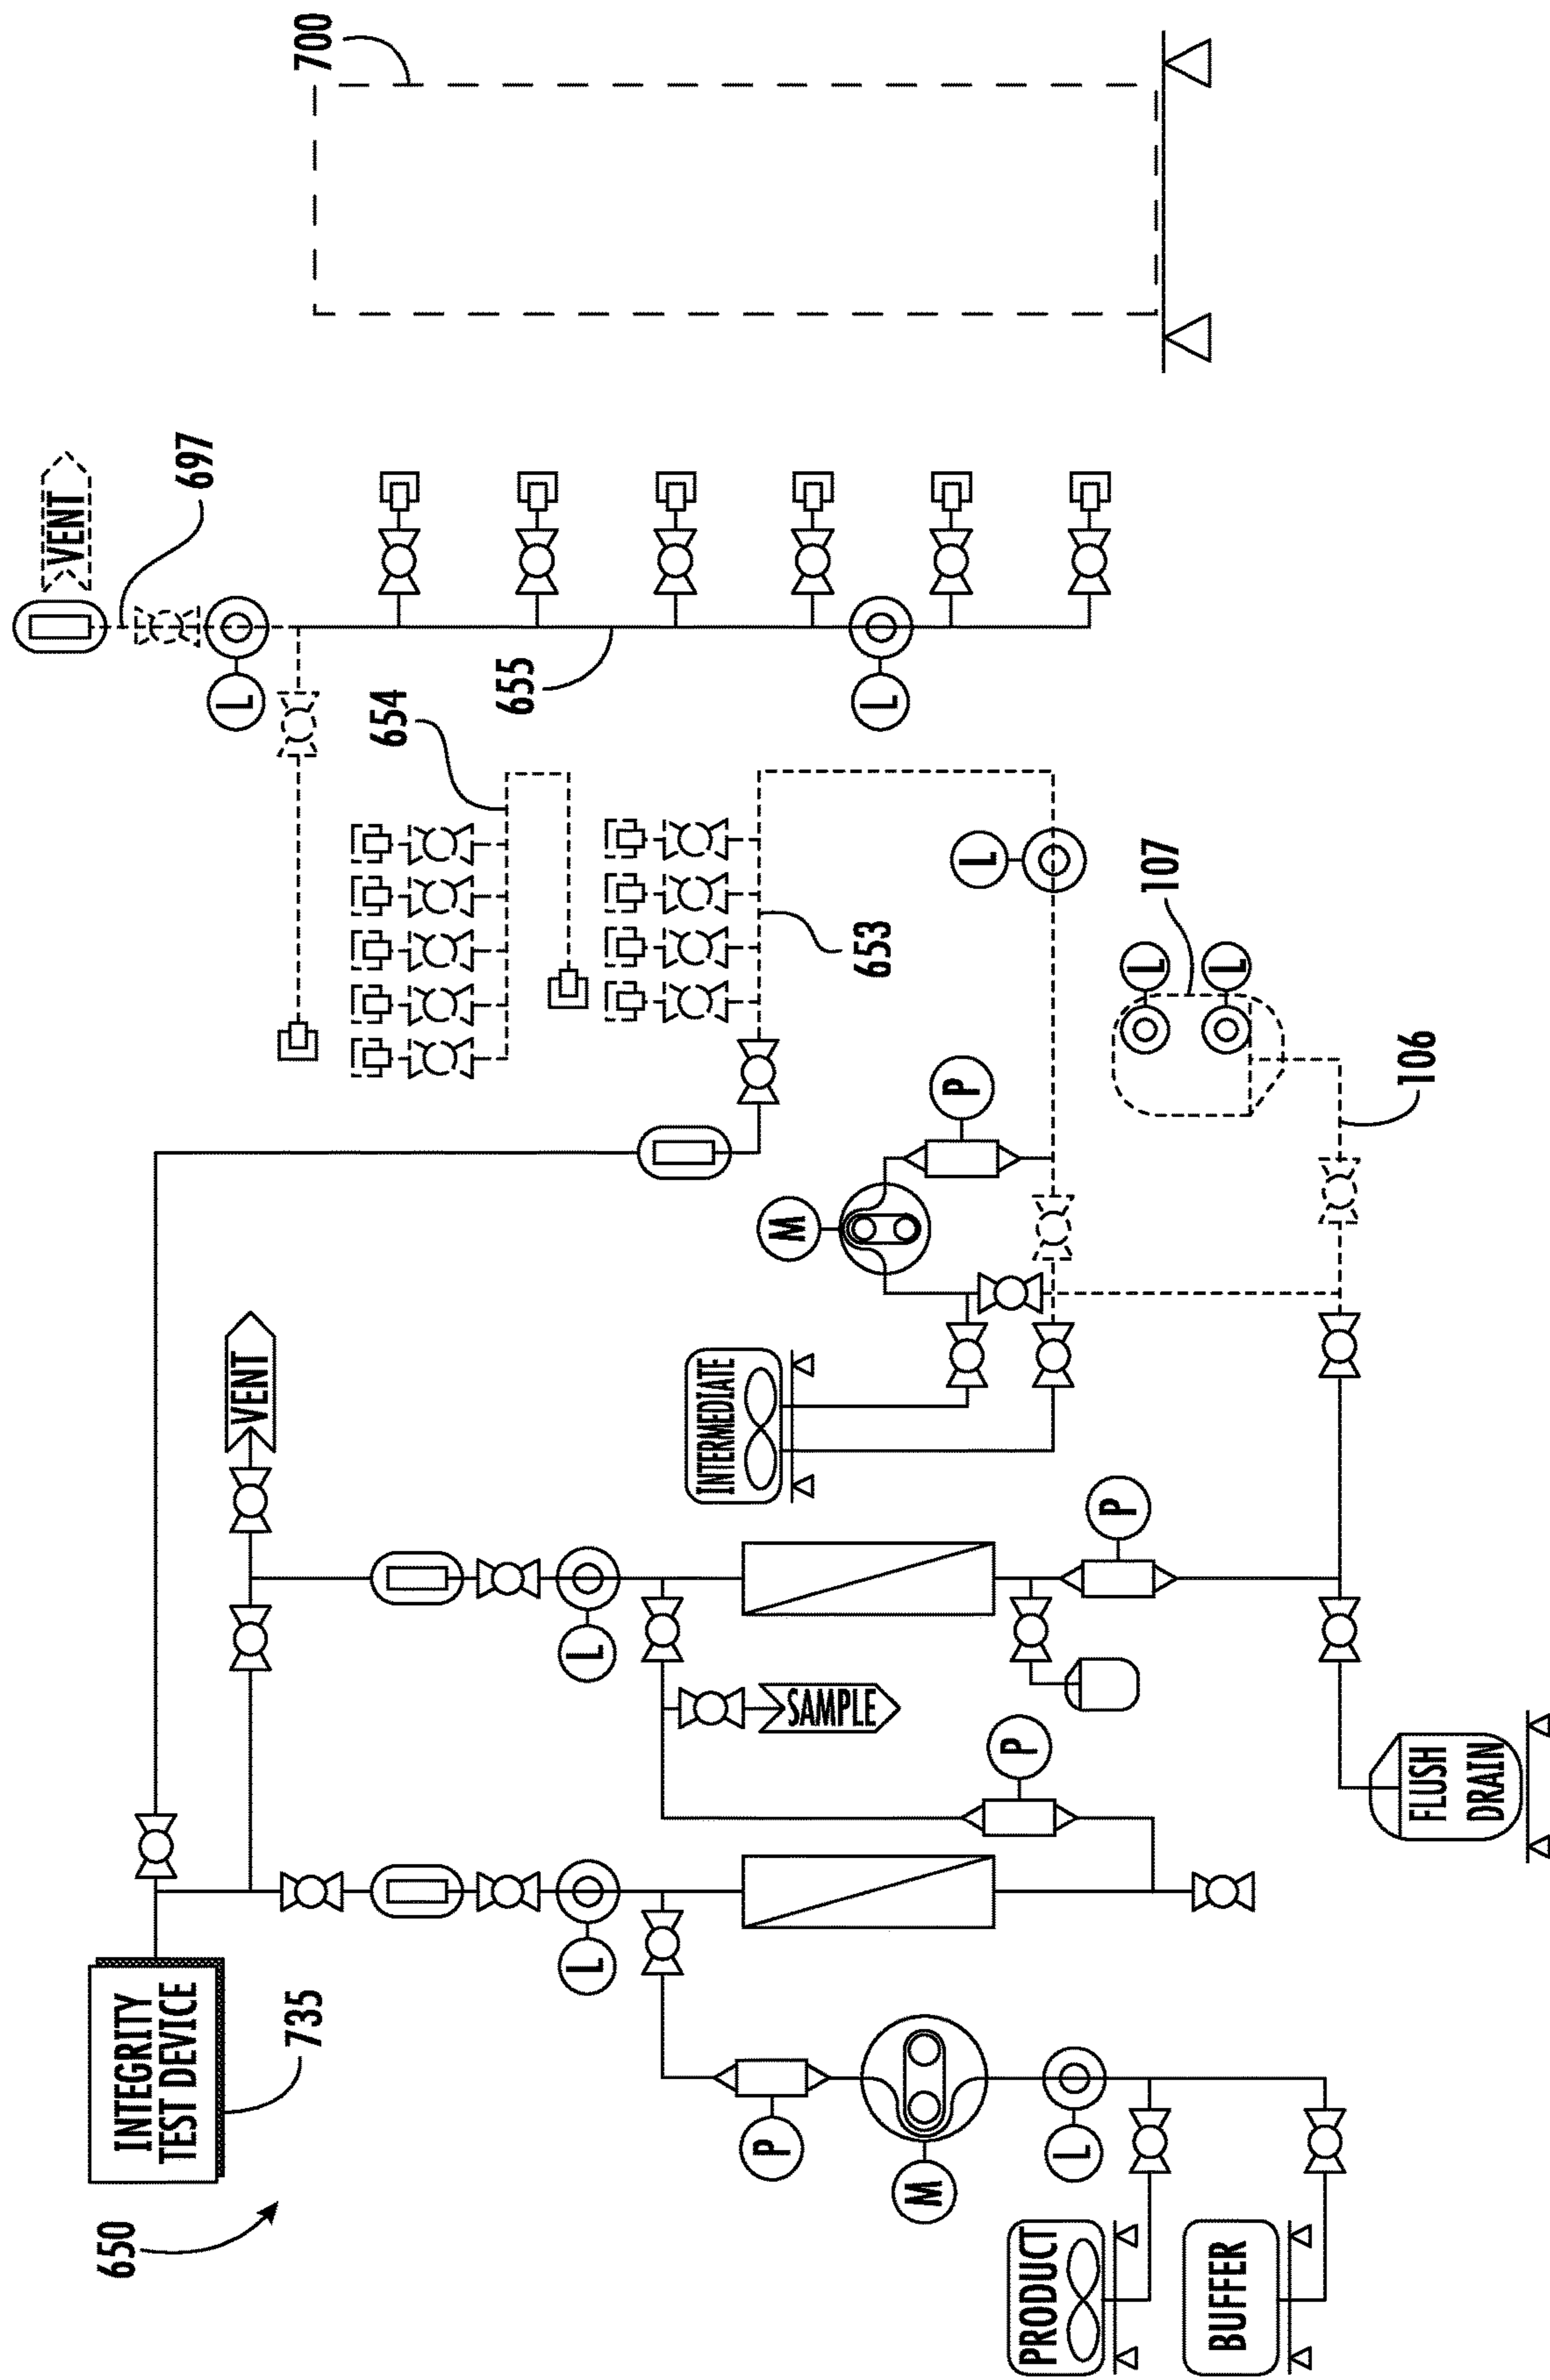 VENT
650
INTEGRITY
TEST DEVICE
697
L
VENT
735
700
654
655
L
L
INTERMEDIATE
P
M
SAMPLE
653
L
M
P
L
P
PRODUCT
L
P
L
107
L
BUFFER
106
FLUSH
DRAIN